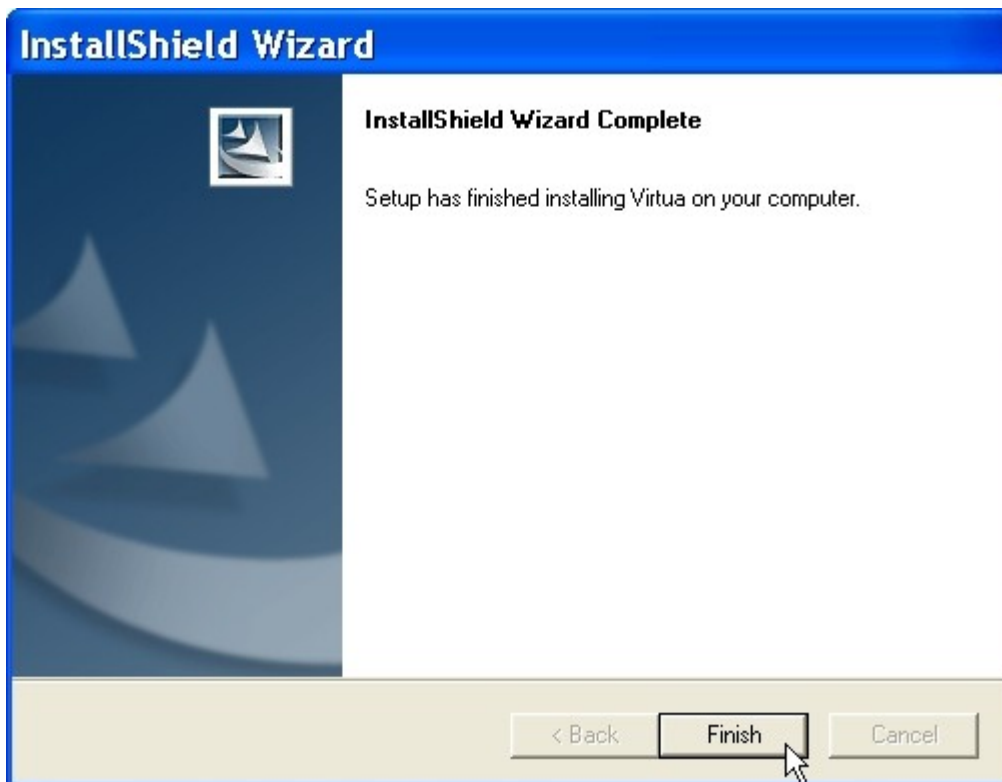 InstallShield Wizard
InstallShield Wizard Complete
Setup has finished installing Virtua on your computer.
< Back Finish Cancel